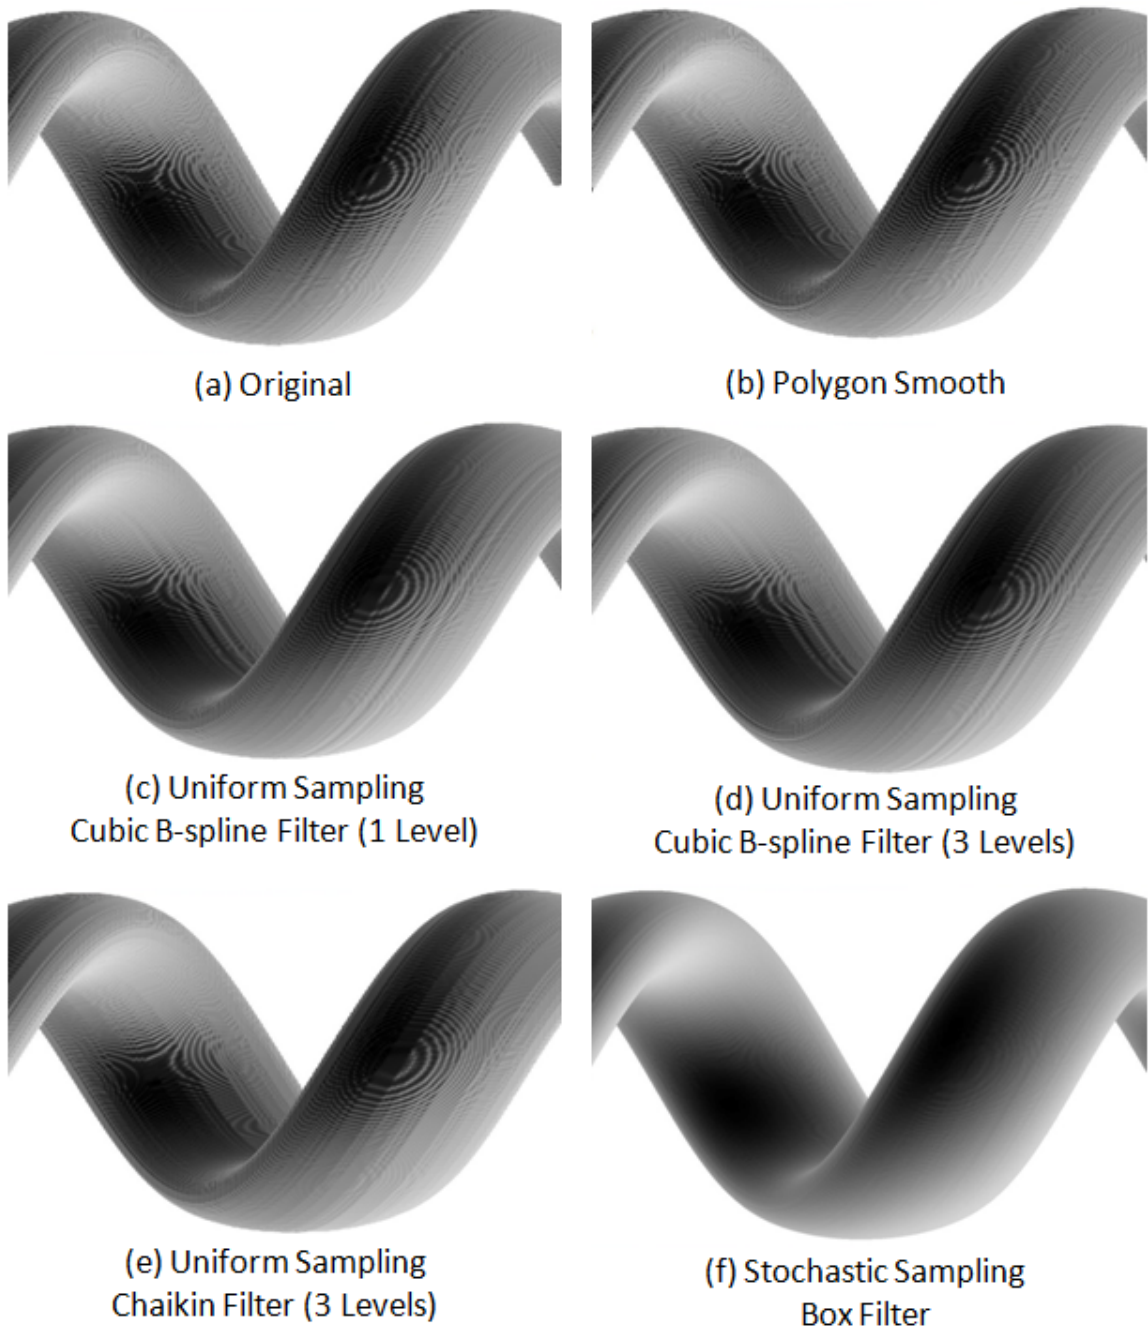 (a) Original
(b) Polygon Smooth
(c) Uniform Sampling
Cubic B-spline Filter (1 Level)
(d) Uniform Sampling
Cubic B-spline Filter (3 Levels)
(e) Uniform Sampling
Chaikin Filter (3 Levels)
(f) Stochastic Sampling
Box Filter